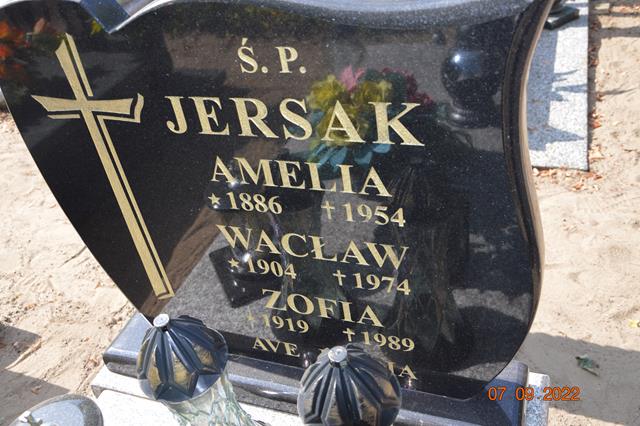 Ś. P.
JERSAK
AMELIA
★1886 ✝1954
WACŁAW
★1904 ✝1974
ZOFIA
1919 ✝1989
AVE
07 09 2022